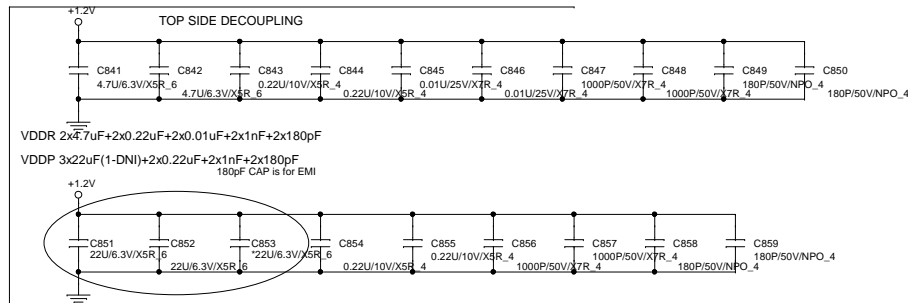 TOP SIDE DECOUPLING
+1.2V
C841 C842 C843 C844 C845 C846 C847 C848 C849 C850
4.7U/6.3V/X5R_6 0.22U/10V/X5R_4 0.01U/25V/X7R_4 1000P/50V/X7R_4 180P/50V/NPO_4
4.7U/6.3V/X5R_6 0.22U/10V/X5R_4 0.01U/25V/X7R_4 1000P/50V/X7R_4 180P/50V/NPO_4
VDDR 2x4.7uF+2x0.22uF+2x0.01uF+2x1nF+2x180pF
VDDP 3x22uF(1-DNI)+2x0.22uF+2x1nF+2x180pF
180pF CAP is for EMI
+1.2V
C851 C852 C853 C854 C855 C856 C857 C858 C859
22U/6.3V/X5R_6 *22U/6.3V/X5R_6 0.22U/10V/X5R_4 1000P/50V/X7R_4 180P/50V/NPO_4
22U/6.3V/X5R_6 0.22U/10V/X5R_4 1000P/50V/X7R_4 180P/50V/NPO_4